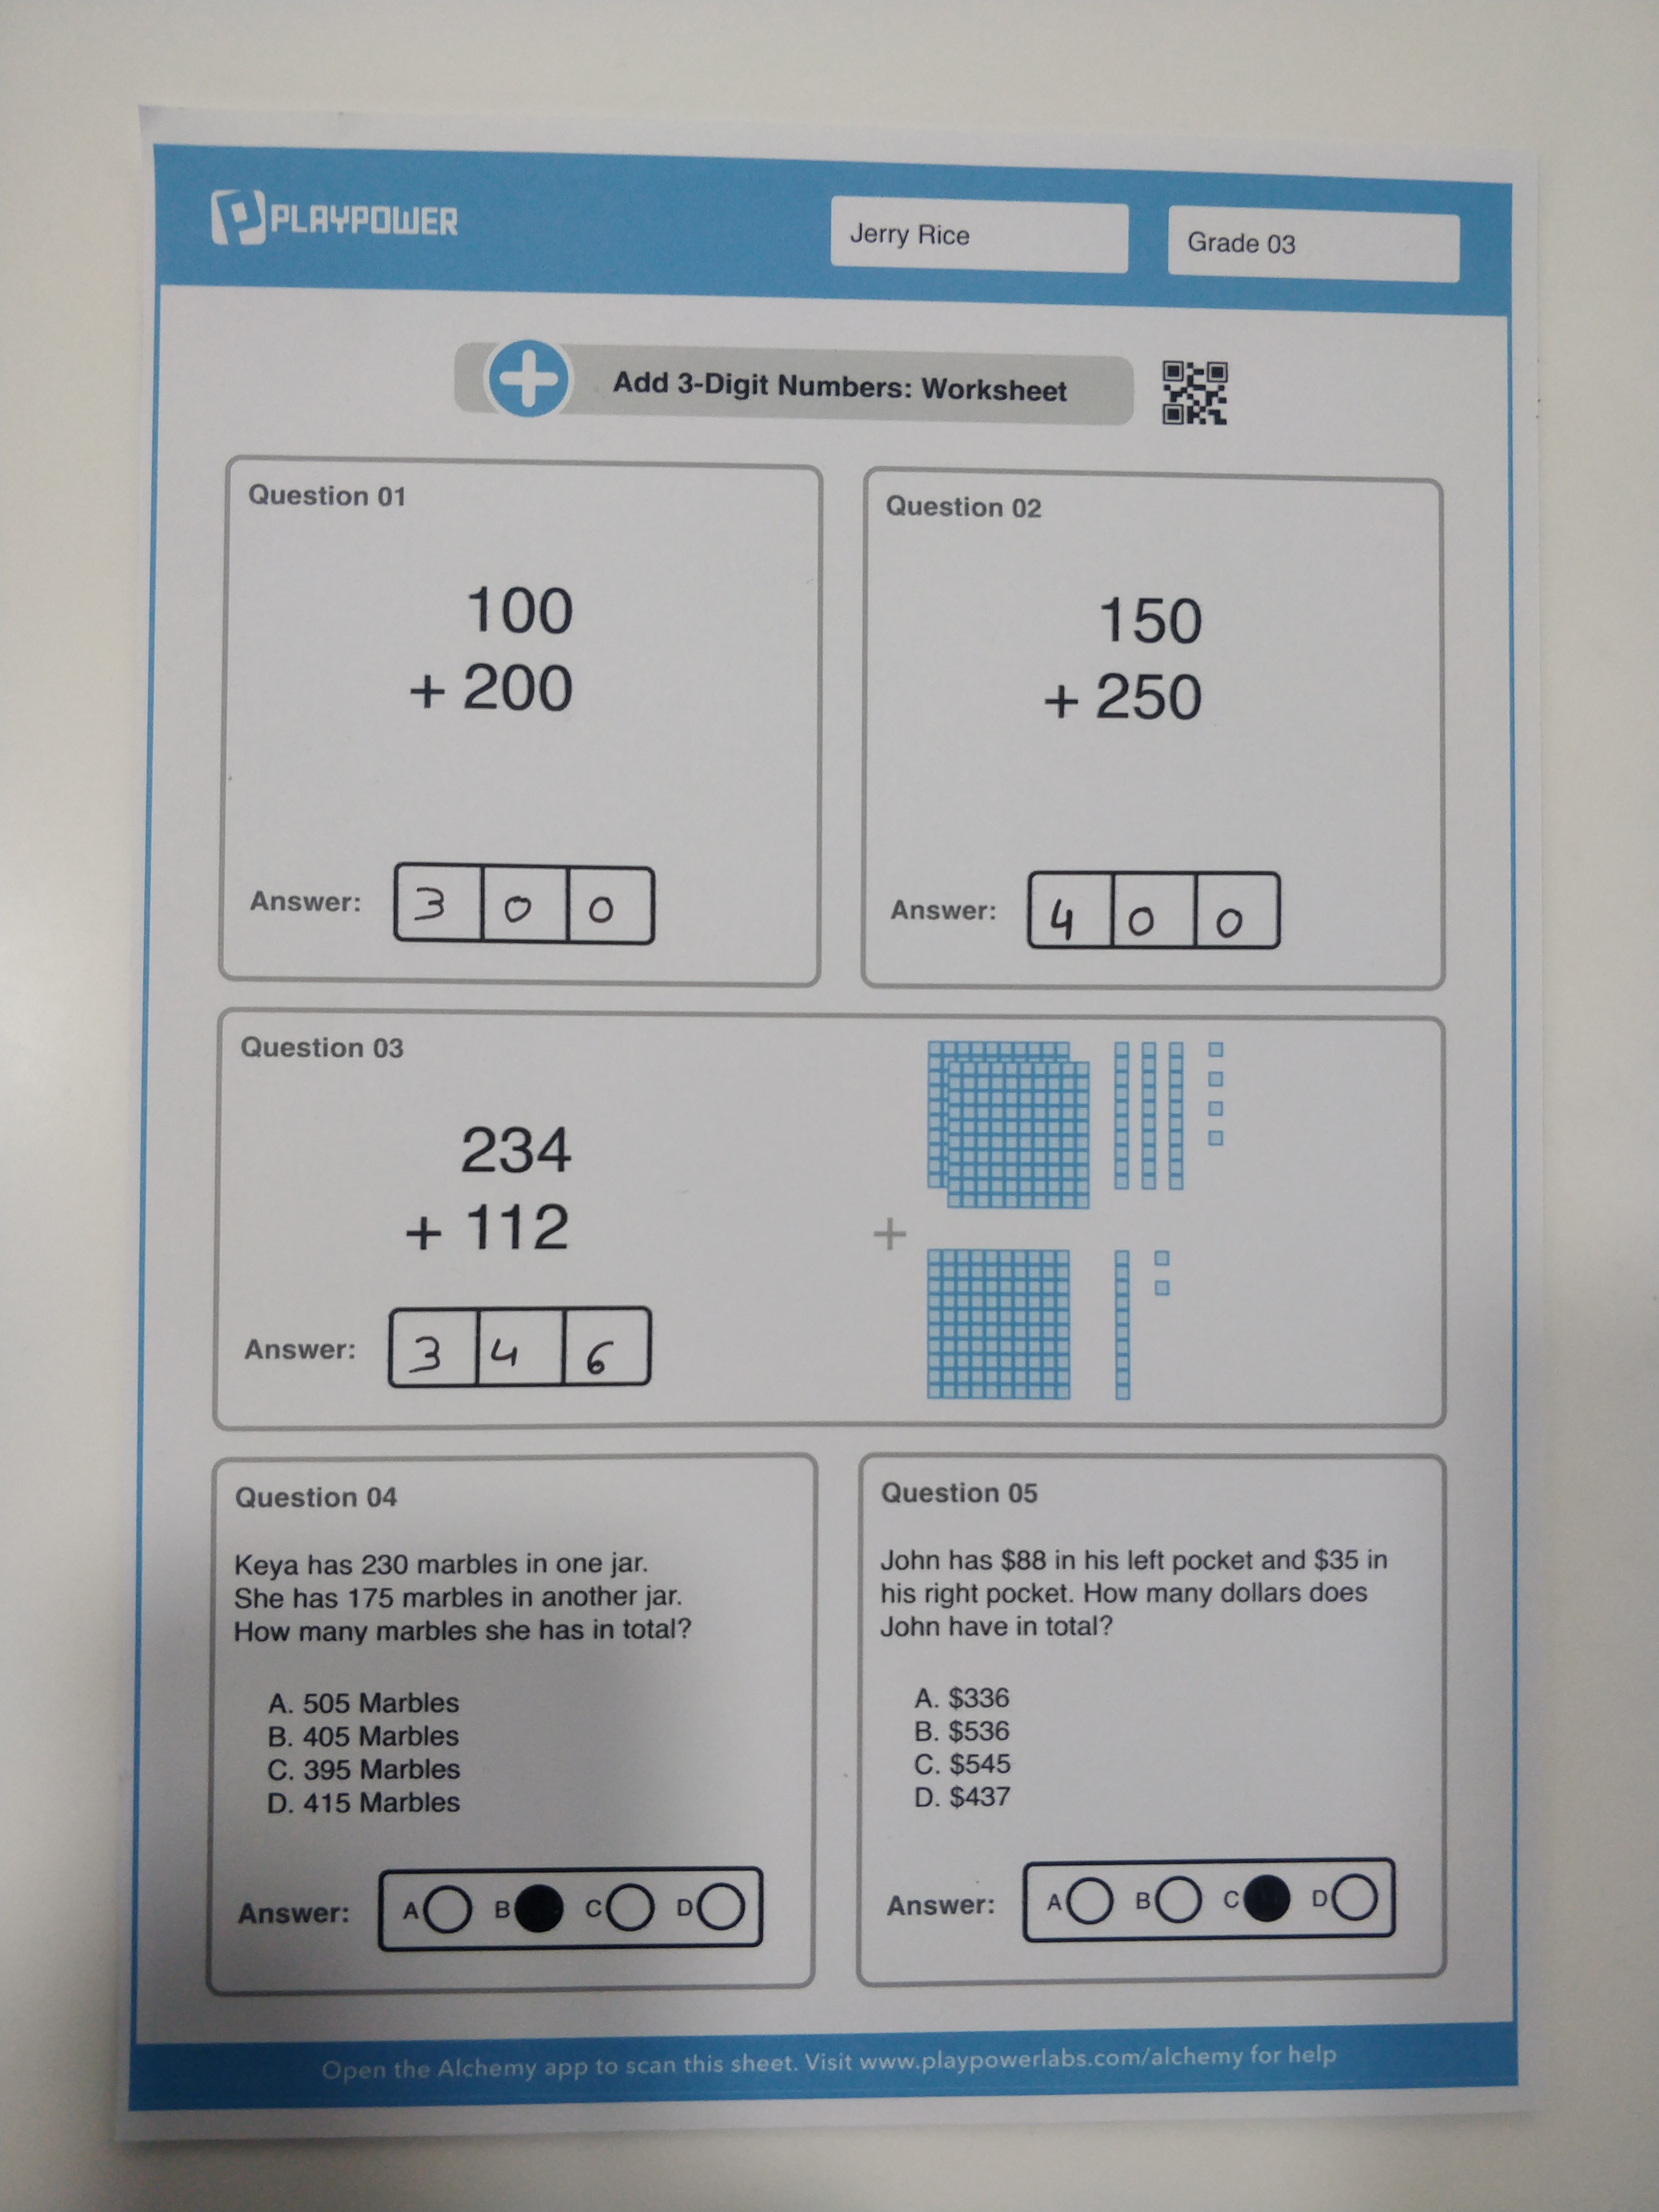 PLAYPOWER
Jerry Rice
Grade 03
Add 3-Digit Numbers: Worksheet
Question 01
100
+ 200
Answer: 3 0 0
Question 02
150
+ 250
Answer: 4 0 0
Question 03
234
+ 112
Answer: 3 4 6
+
Question 04
Keya has 230 marbles in one jar.
She has 175 marbles in another jar.
How many marbles she has in total?
A. 505 Marbles
B. 405 Marbles
C. 395 Marbles
D. 415 Marbles
Answer: A B C D
Question 05
John has $88 in his left pocket and $35 in
his right pocket. How many dollars does
John have in total?
A. $336
B. $536
C. $545
D. $437
Answer: A B C D
Open the Alchemy app to scan this sheet. Visit www.playpowerlabs.com/alchemy for help